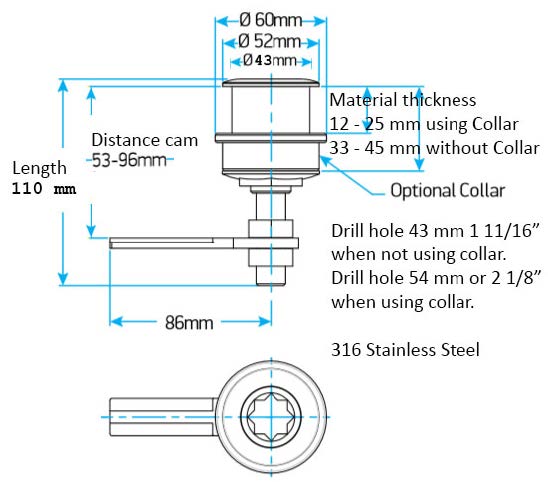 Ø 60mm
Ø 52mm
Ø 43mm
Material thickness
12 - 25 mm using Collar
33 - 45 mm without Collar
Distance cam
53-96mm
Length
110 mm
Optional Collar
Drill hole 43 mm 1 11/16”
when not using collar.
Drill hole 54 mm or 2 1/8”
when using collar.
86mm
316 Stainless Steel